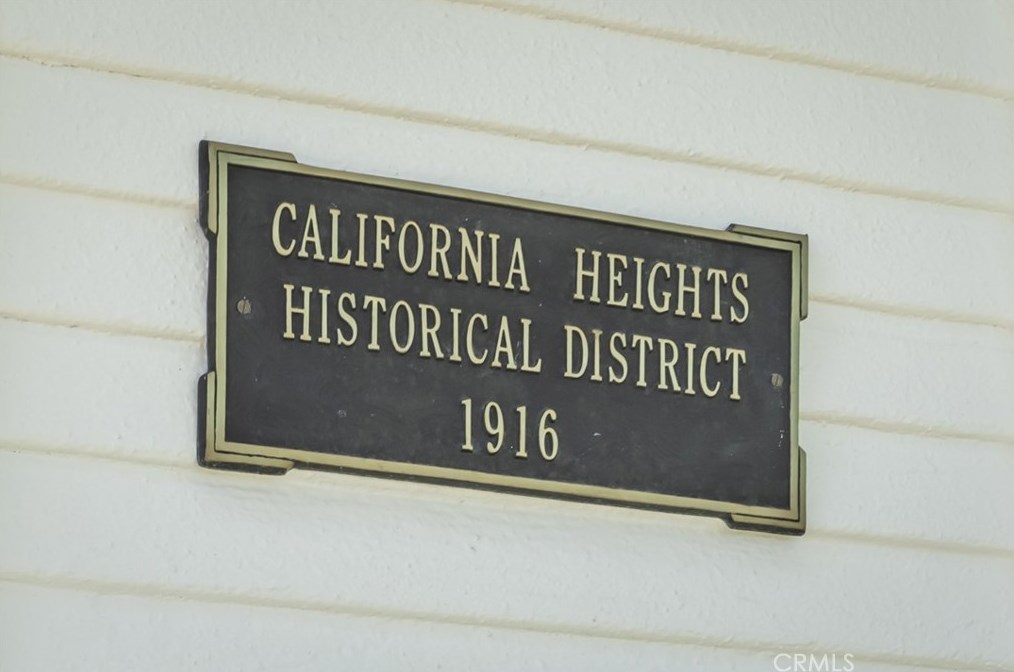 CALIFORNIA HEIGHTS
HISTORICAL DISTRICT
1916
CRMLS